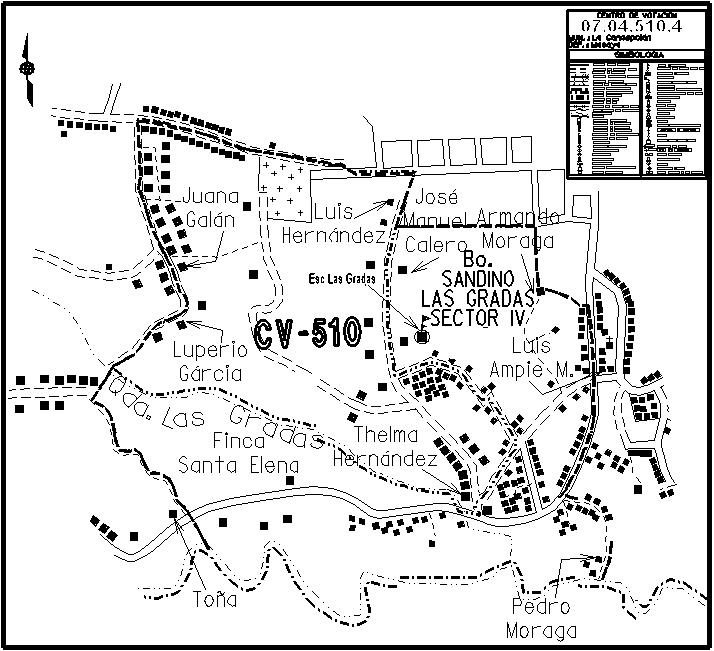 CENTRO DE VOTACION
07.04.510.4
MUN.: La Concepción
DEP.: Masaya
SIMBOLOGIA
Juana
Galán
Luis
Hernández
José
Manuel
Calero
Armando
Moraga
Bo.
SANDINO
LAS GRADAS
SECTOR IV
Esc Las Gradas
CV-510
Luperio
Gárcia
Luis
Ampie M.
Qda. Las Gradas
Finca
Santa Elena
Thelma
Hernández
Toña
Pedro
Moraga